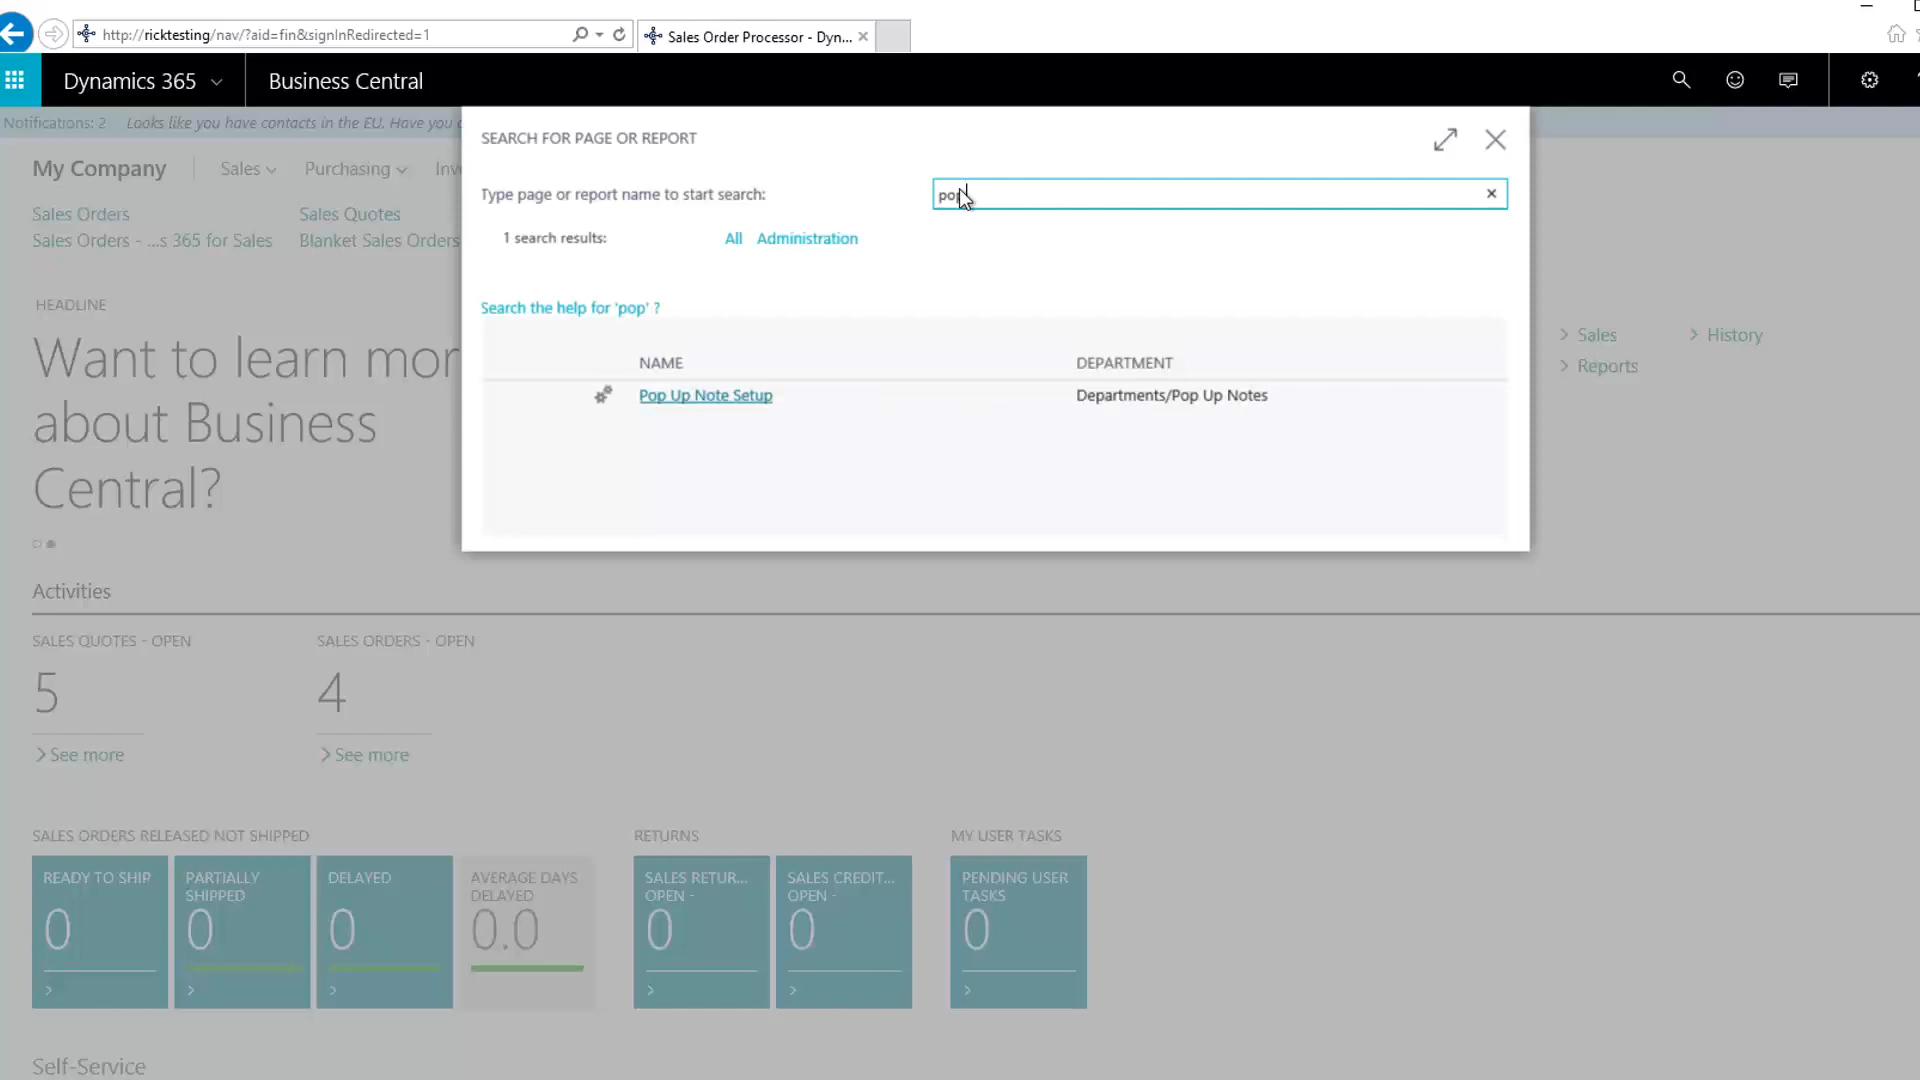 http://ricktesting/nav/?aid=fin&signInRedirected=1
Sales Order Processor - Dyn...
Dynamics 365
Business Central
Notifications: 2 Looks like you have contacts in the EU. Have you
My Company
Sales
Purchasing
Sales Orders
Sales Quotes
Sales Orders - ...s 365 for Sales
Blanket Sales Orders
SEARCH FOR PAGE OR REPORT
Type page or report name to start search:
pop
1 search results:
All
Administration
Search the help for 'pop' ?
NAME
DEPARTMENT
Pop Up Note Setup
Departments/Pop Up Notes
HEADLINE
Want to learn mor
about Business
Central?
> Sales
> History
> Reports
Activities
SALES QUOTES - OPEN
SALES ORDERS - OPEN
5
4
> See more
> See more
SALES ORDERS RELEASED NOT SHIPPED
RETURNS
MY USER TASKS
READY TO SHIP
0
PARTIALLY
SHIPPED
0
DELAYED
0
AVERAGE DAYS
DELAYED
0.0
SALES RETUR...
OPEN -
0
SALES CREDIT...
OPEN -
0
PENDING USER
TASKS
0
Self-Service